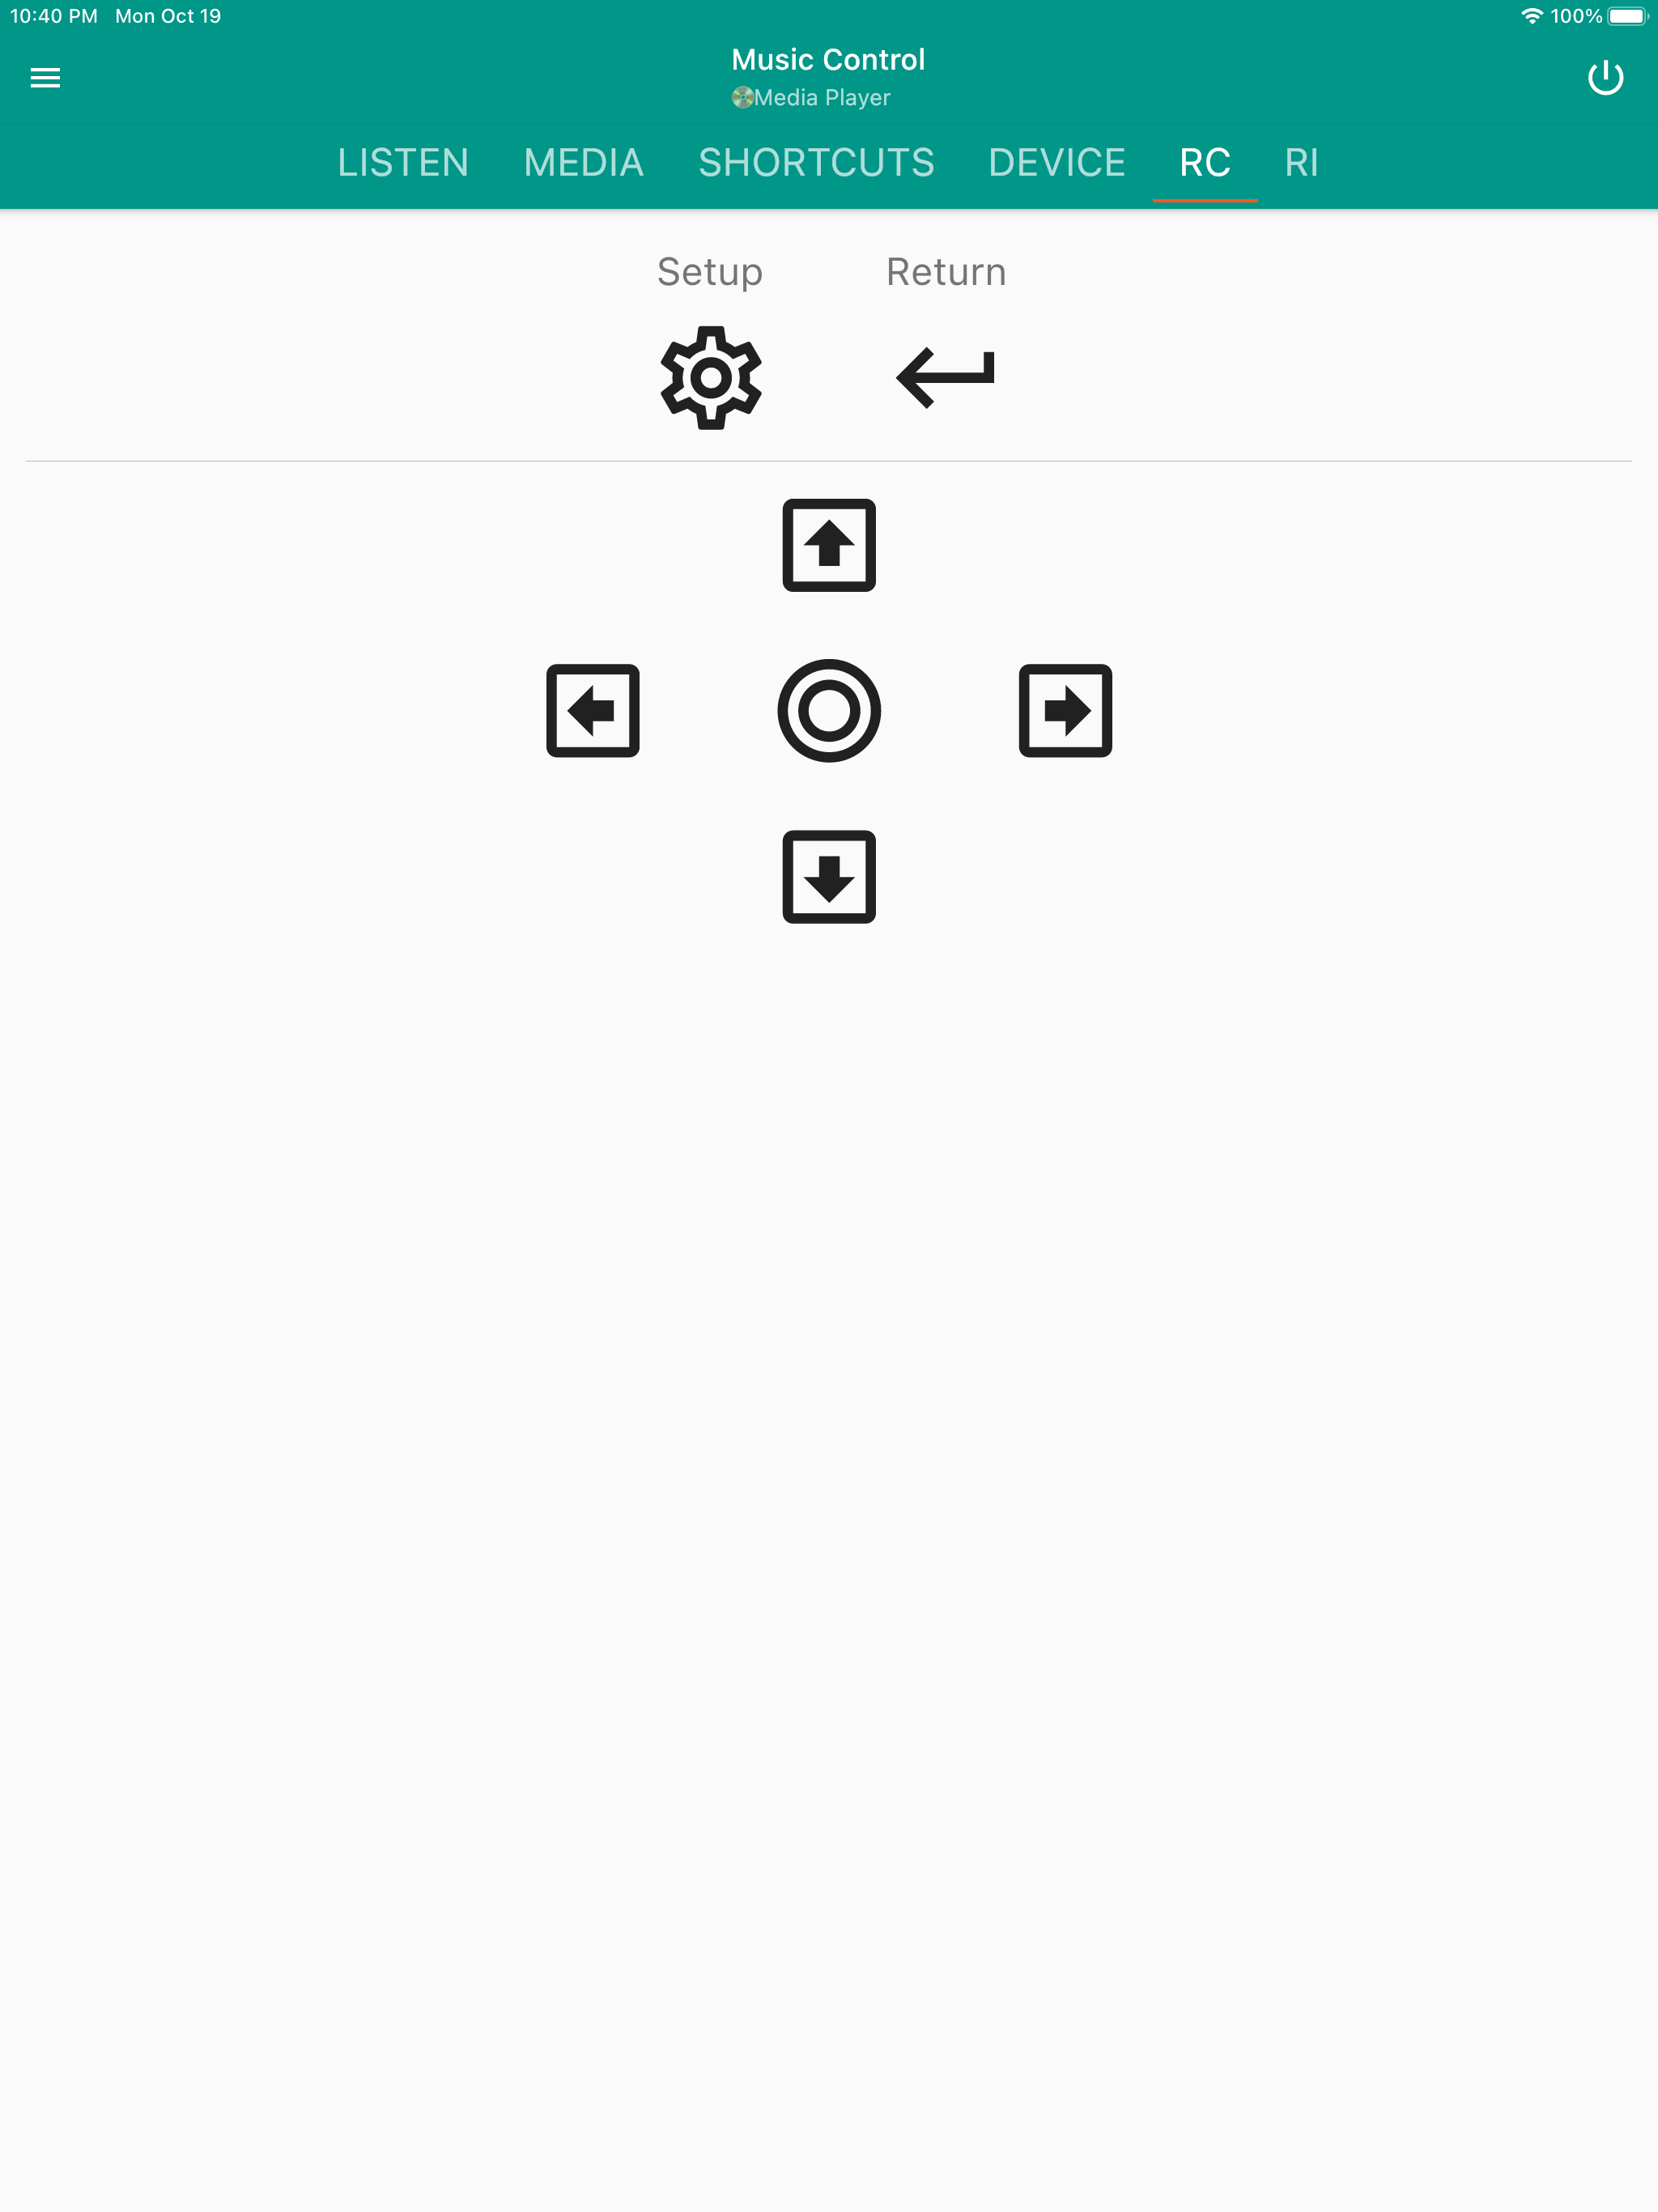 10:40 PM Mon Oct 19 100%
Music Control
Media Player
LISTEN MEDIA SHORTCUTS DEVICE RC RI
Setup Return